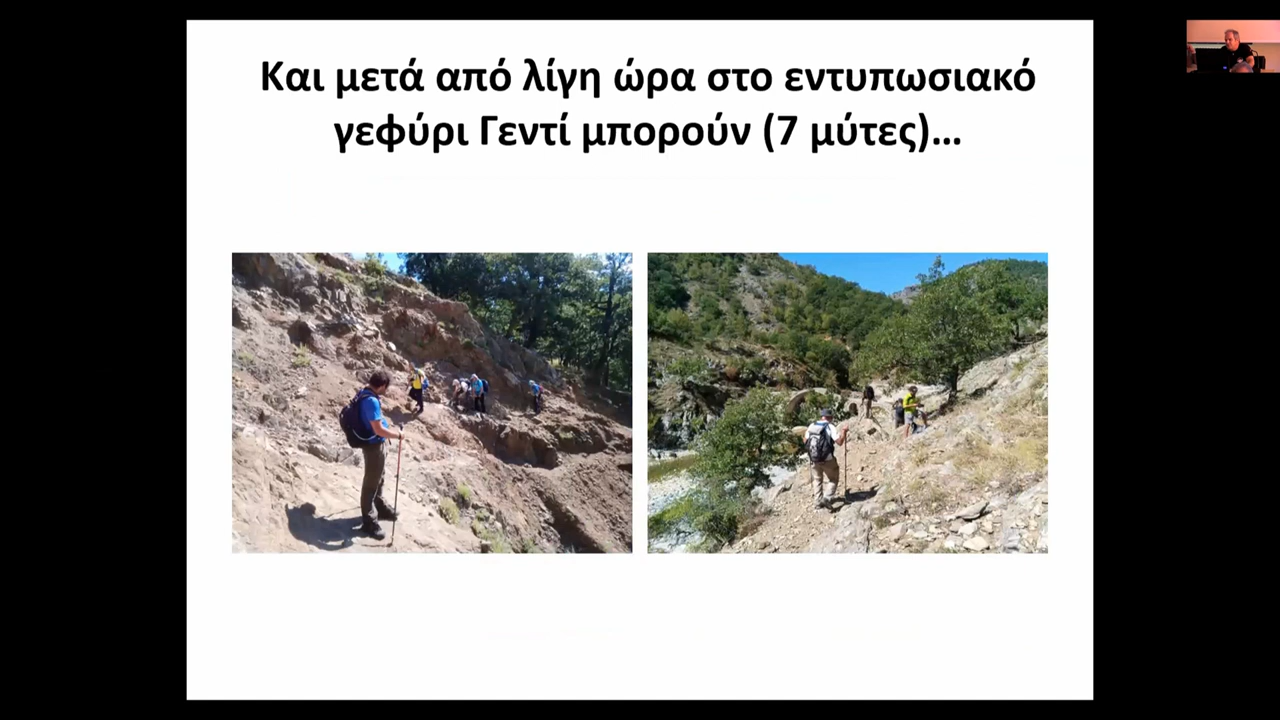 Και μετά από λίγη ώρα στο εντυπωσιακό
γεφύρι Γεντί μπορούν (7 μύτες)...